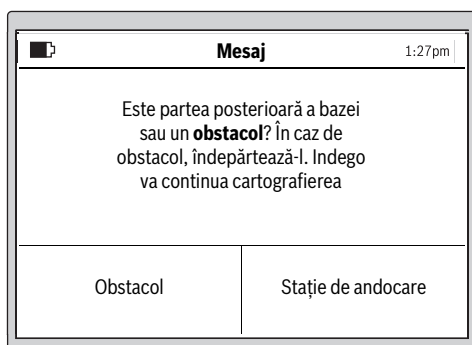 Mesaj 1:27pm
Este partea posterioară a bazei
sau un obstacol? În caz de
obstacol, îndepărtează-l. Indego
va continua cartografierea
Obstacol Stație de andocare